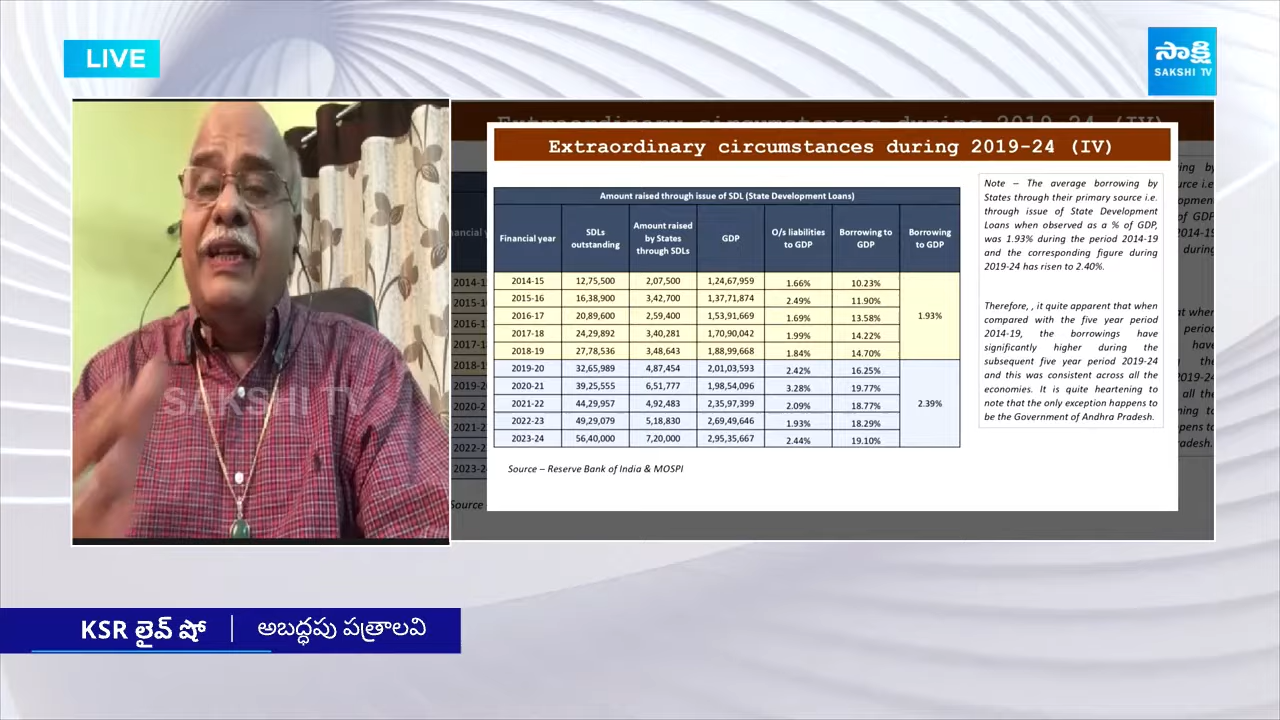 LIVE
సాక్షి
SAKSHI TV
Extraordinary circumstances during 2019-24 (IV)
Amount raised through issue of SDL (State Development Loans)
Financial year | SDLs outstanding | Amount raised by States through SDLs | GDP | O/s liabilities to GDP | Borrowing to GDP | Borrowing to GDP
2014-15 12,75,500 2,07,500 1,24,67,959 1.66% 10.23%
2015-16 16,38,900 3,42,700 1,37,71,874 2.49% 11.90%
2016-17 20,89,600 2,59,400 1,53,91,669 1.69% 13.58% 1.93%
2017-18 24,29,892 3,40,281 1,70,90,042 1.99% 14.22%
2018-19 27,78,536 3,48,643 1,88,99,668 1.84% 14.70%
2019-20 32,65,989 4,87,454 2,01,03,593 2.42% 16.25%
2020-21 39,25,555 6,51,777 1,98,54,096 3.28% 19.77%
2021-22 44,29,957 4,92,483 2,35,97,399 2.09% 18.77% 2.39%
2022-23 49,29,079 5,18,830 2,69,49,646 1.93% 18.29%
2023-24 56,40,000 7,20,000 2,95,35,667 2.44% 19.10%
Source – Reserve Bank of India & MOSPI
Note – The average borrowing by
States through their primary source i.e.
through issue of State Development
Loans when observed as a % of GDP,
was 1.93% during the period 2014-19
and the corresponding figure during
2019-24 has risen to 2.40%.
Therefore, , it quite apparent that when
compared with the five year period
2014-19, the borrowings have
significantly higher during the
subsequent five year period 2019-24
and this was consistent across all the
economies. It is quite heartening to
note that the only exception happens to
be the Government of Andhra Pradesh.
SAKSHI TV
KSR లైవ్ షో
అబద్ధపు పత్రాలవి